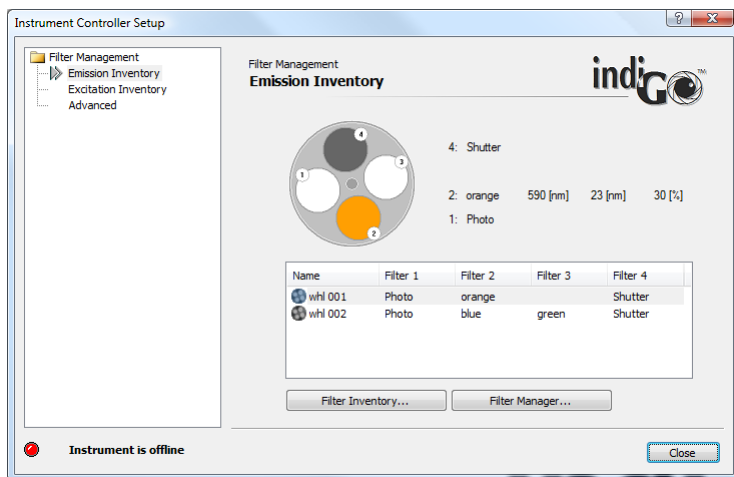 Instrument Controller Setup
Filter Management
Emission Inventory
Excitation Inventory
Advanced
Filter Management
Emission Inventory
indiGo™
4
3
1
2
4: Shutter
2: orange 590 [nm] 23 [nm] 30 [%]
1: Photo
Name Filter 1 Filter 2 Filter 3 Filter 4
whl 001 Photo orange Shutter
whl 002 Photo blue green Shutter
Filter Inventory... Filter Manager...
Instrument is offline
Close